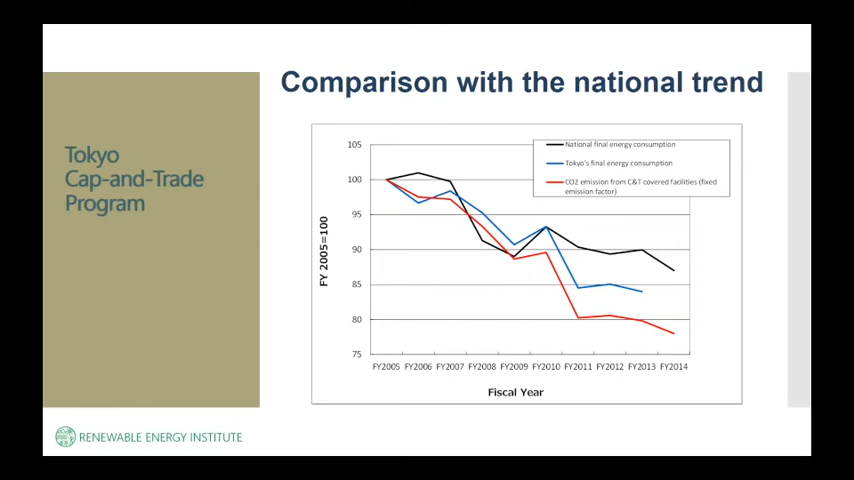 Comparison with the national trend
Tokyo
Cap-and-Trade
Program
105
100
95
90
85
80
75
FY 2005=100
National final energy consumption
Tokyo's final energy consumption
CO2 emission from C&T covered facilities (fixed
emission factor)
FY2005 FY2006 FY2007 FY2008 FY2009 FY2010 FY2011 FY2012 FY2013 FY2014
Fiscal Year
RENEWABLE ENERGY INSTITUTE